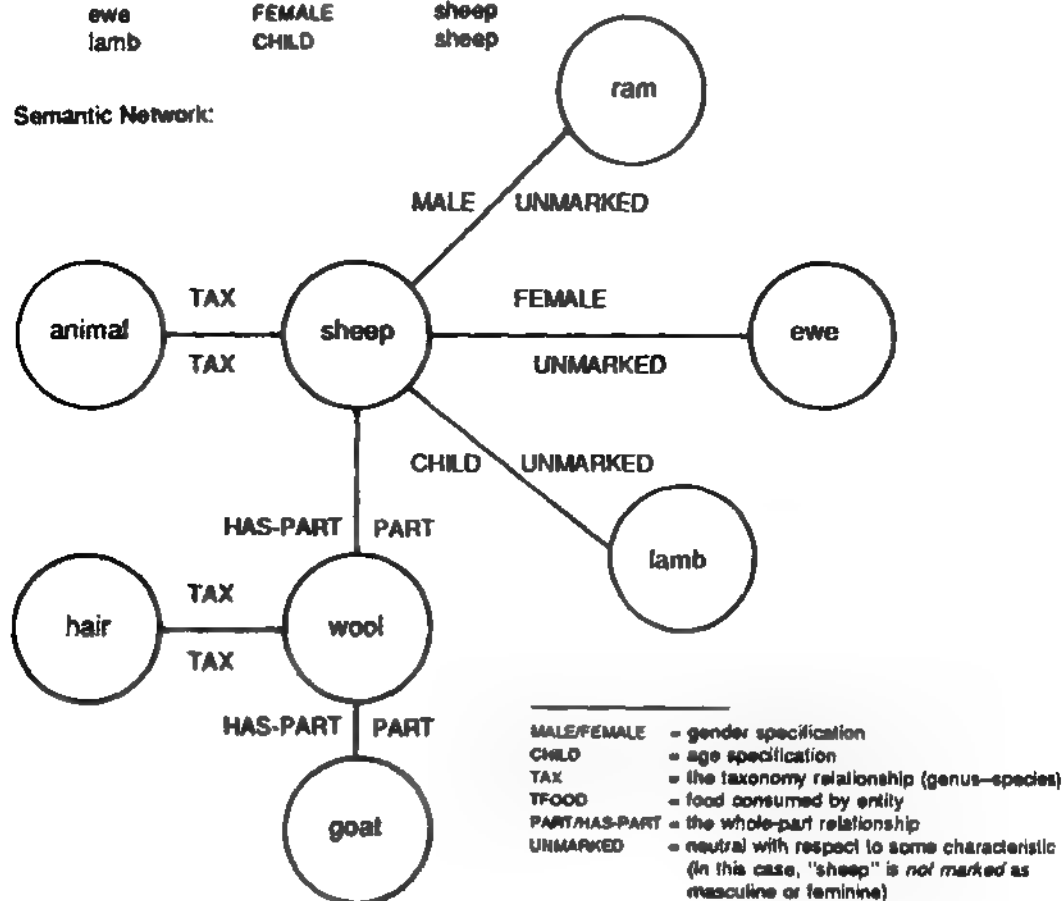 ewe FEMALE sheep
lamb CHILD sheep
Semantic Network:
ram
MALE UNMARKED
TAX FEMALE
animal sheep ewe
TAX UNMARKED
CHILD UNMARKED
HAS-PART PART
lamb
TAX
hair wool
TAX
HAS-PART PART
goat
MALE/FEMALE = gender specification
CHILD = age specification
TAX = the taxonomy relationship (genus–species)
TFOOD = food consumed by entity
PART/HAS-PART = the whole-part relationship
UNMARKED = neutral with respect to some characteristic
(in this case, "sheep" is not marked as
masculine or feminine)